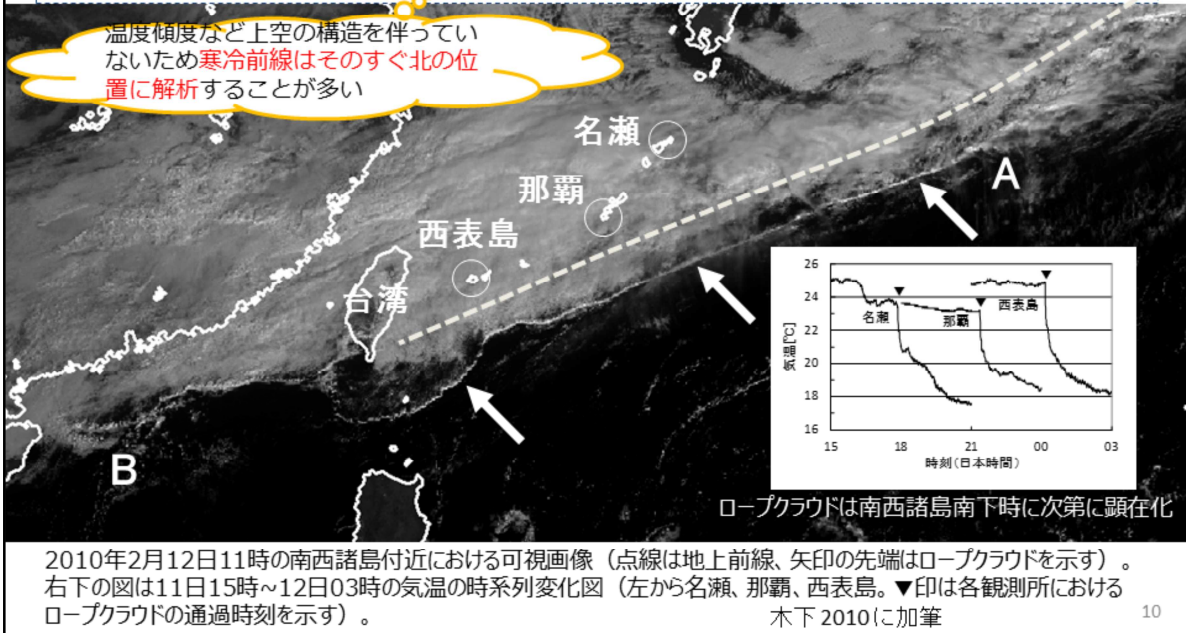 温度傾度など上空の構造を伴ってい
ないため寒冷前線はそのすぐ北の位
置に解析することが多い
名瀬
那覇
西表島
台湾
A
B
26
24
22
20
18
16
気温[℃]
名瀬
那覇
西表島
15
18
21
00
03
時刻(日本時間)
ロープクラウドは南西諸島南下時に次第に顕在化
2010年2月12日11時の南西諸島付近における可視画像（点線は地上前線、矢印の先端はロープクラウドを示す）。
右下の図は11日15時～12日03時の気温の時系列変化図（左から名瀬、那覇、西表島。▼印は各観測所における
ロープクラウドの通過時刻を示す）。
木下 2010に加筆
10